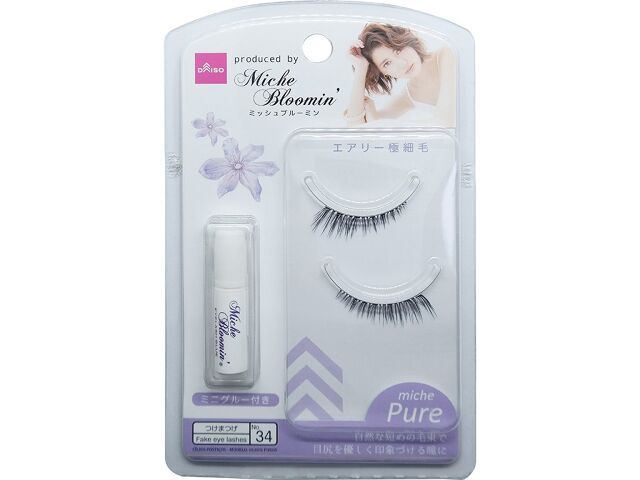 DAISO
produced by
Miche
Bloomin'
ミッシュブルーミン
エアリー極細毛
Miche
Bloomin'
ミニグルー付き
つけまつげ
Fake eye lashes
No.
34
miche
Pure
自然な短めの毛束で
目尻を優しく印象づける瞳に